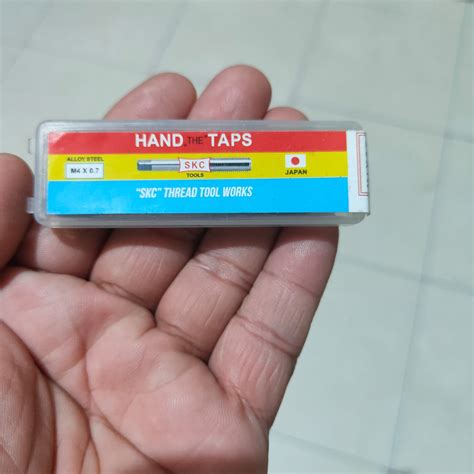 HAND "THE" TAPS
ALLOY STEEL
M4 X 0.7
SKC
TOOLS
JAPAN
"SKC" THREAD TOOL WORKS